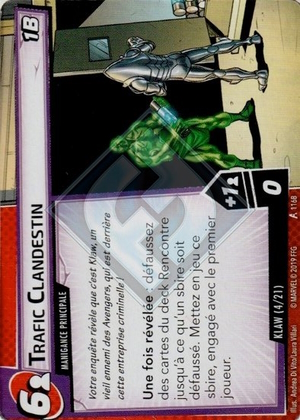 1B
6
TRAFIC CLANDESTIN
MANIGANCE PRINCIPALE
Votre enquête révèle que c'est Klaw, un
vieil ennemi des Avengers, qui est derrière
cette entreprise criminelle !
Une fois révélée : défaussez
des cartes du deck Rencontre
jusqu'à ce qu'un sbire soit
défaussé. Mettez en jeu ce
sbire, engagé avec le premier
joueur.
+1
0
KLAW (4/21)
© MARVEL © 2019 FFG
A 116B